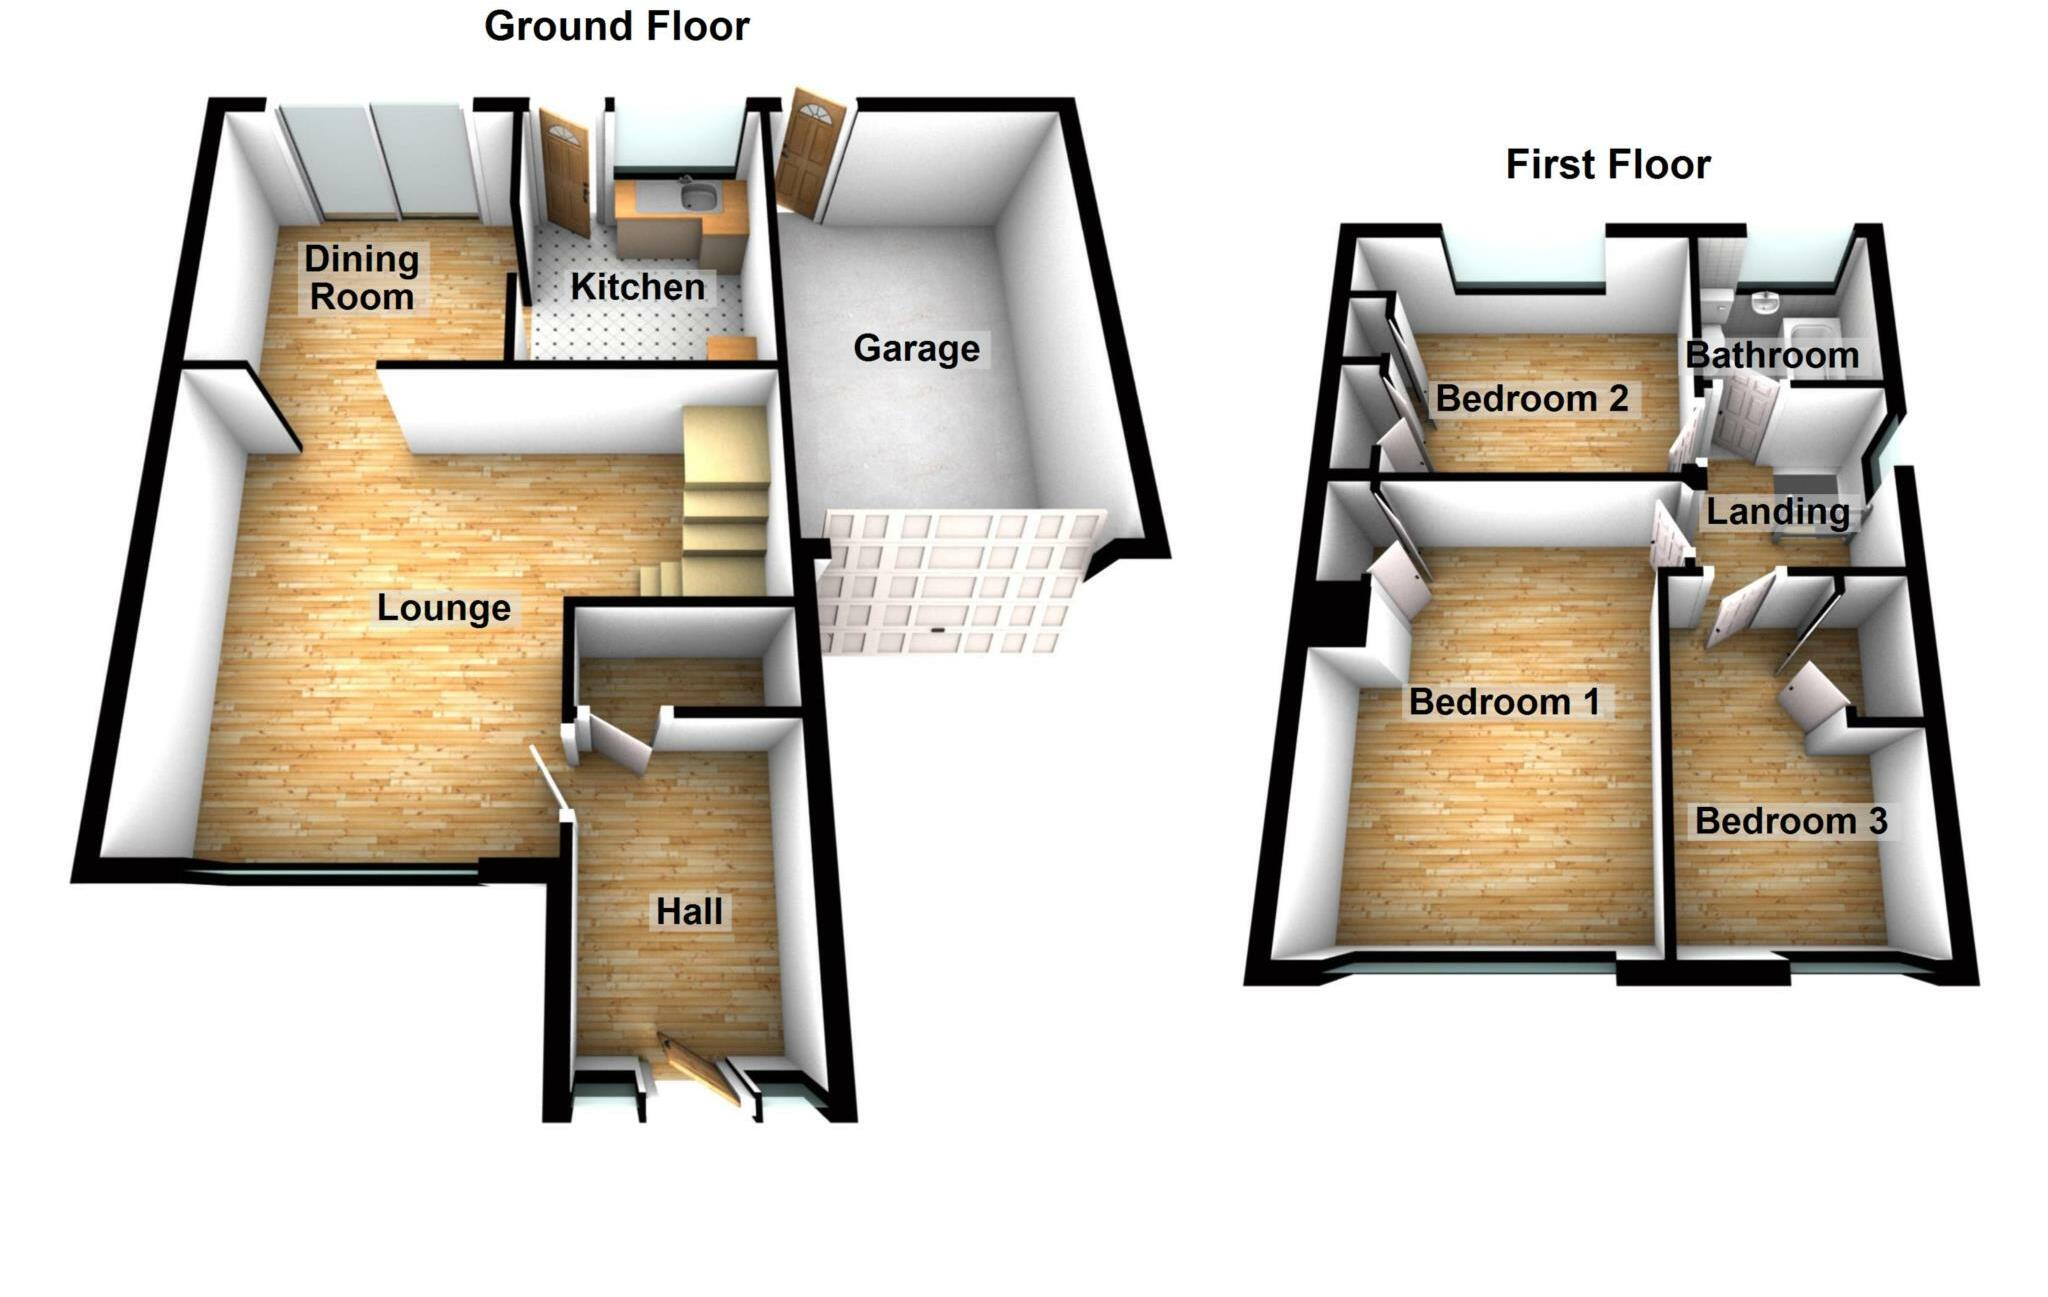 Ground Floor
Dining
Room
Kitchen
Garage
Lounge
Hall
First Floor
Bathroom
Bedroom 2
Landing
Bedroom 1
Bedroom 3